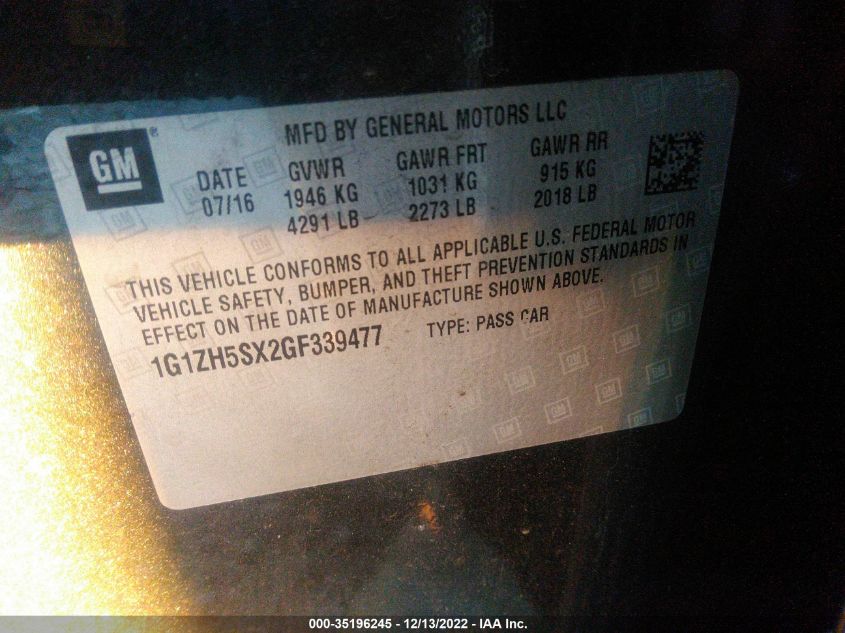 GM ®
MFD BY GENERAL MOTORS LLC
DATE GVWR GAWR FRT GAWR RR
07/16 1946 KG 1031 KG 915 KG
4291 LB 2273 LB 2018 LB
THIS VEHICLE CONFORMS TO ALL APPLICABLE U.S. FEDERAL MOTOR
VEHICLE SAFETY, BUMPER, AND THEFT PREVENTION STANDARDS IN
EFFECT ON THE DATE OF MANUFACTURE SHOWN ABOVE.
1G1ZH5SX2GF339477 TYPE: PASS CAR
000-35196245 - 12/13/2022 - IAA Inc.